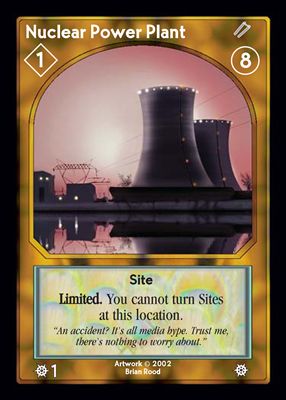 Nuclear Power Plant
1
8
Site
Limited. You cannot turn Sites
at this location.
"An accident? It's all media hype. Trust me,
there's nothing to worry about."
1
Artwork © 2002
Brian Rood